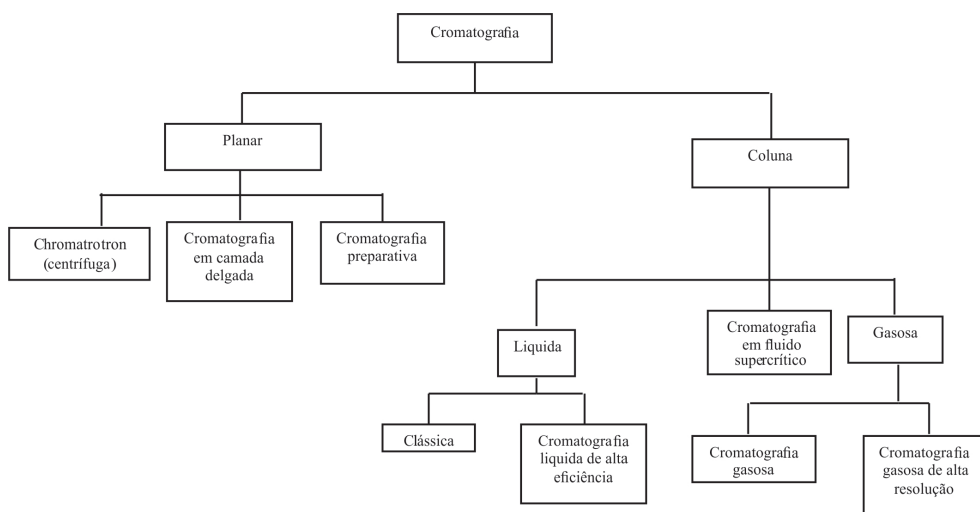 Cromatografia
Planar
Coluna
Chromatrotron
(centrífuga)
Cromatografia
em camada
delgada
Cromatografia
preparativa
Liquida
Cromatografia
em fluido
supercrítico
Gasosa
Clássica
Cromatografia
liquida de alta
eficiência
Cromatografia
gasosa
Cromatografia
gasosa de alta
resolução